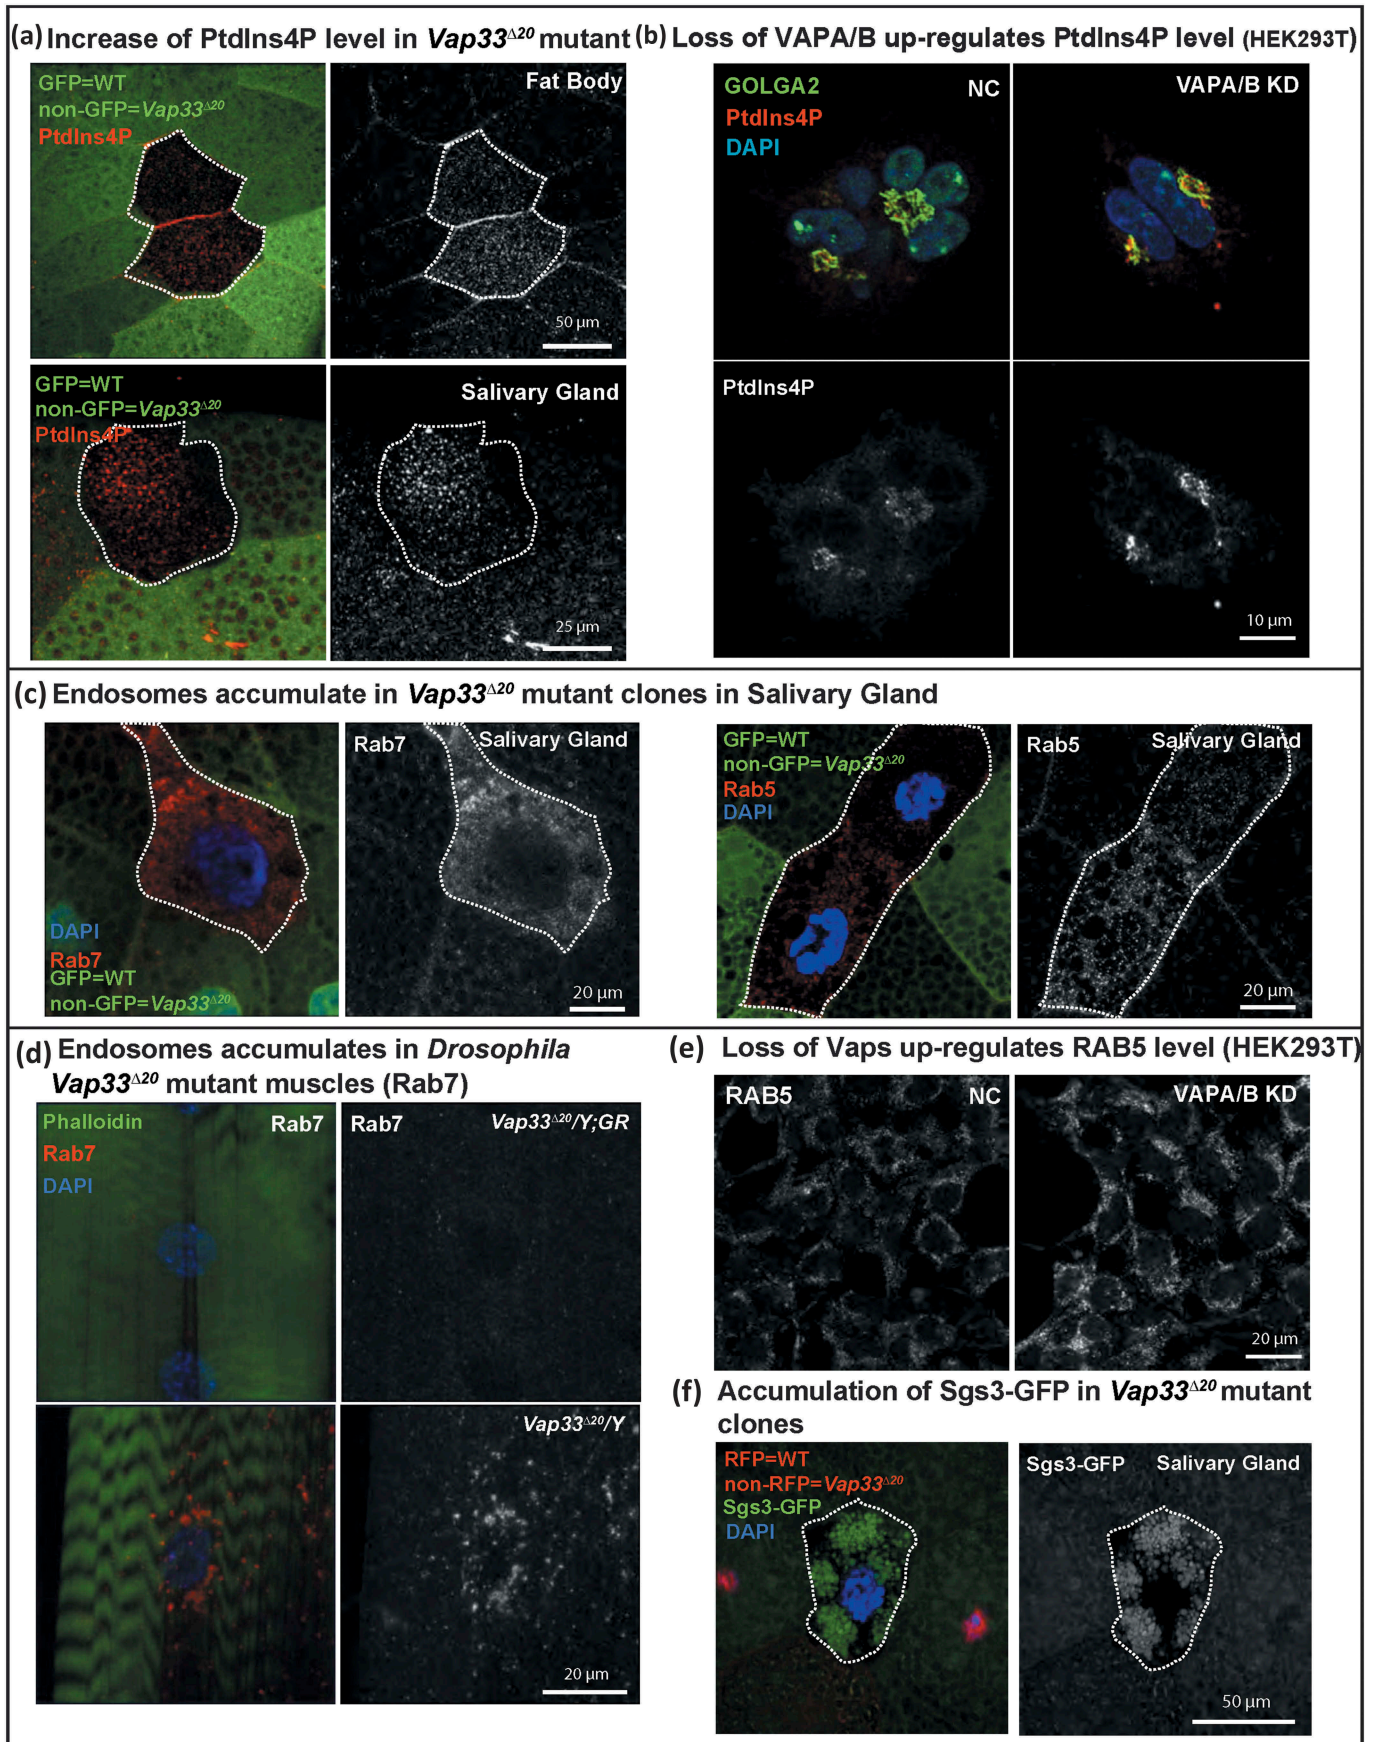 (a) Increase of PtdIns4P level in Vap33Δ20 mutant
GFP=WT
non-GFP=Vap33Δ20
PtdIns4P
Fat Body
50 µm
GFP=WT
non-GFP=Vap33Δ20
PtdIns4P
Salivary Gland
25 µm
(b) Loss of VAPA/B up-regulates PtdIns4P level (HEK293T)
GOLGA2
PtdIns4P
DAPI
NC
VAPA/B KD
PtdIns4P
10 µm
(c) Endosomes accumulate in Vap33Δ20 mutant clones in Salivary Gland
DAPI
Rab7
GFP=WT
non-GFP=Vap33Δ20
Rab7 Salivary Gland
20 µm
GFP=WT
non-GFP=Vap33Δ20
Rab5
DAPI
Rab5 Salivary Gland
20 µm
(d) Endosomes accumulates in Drosophila
Vap33Δ20 mutant muscles (Rab7)
Phalloidin
Rab7
DAPI
Rab7
Rab7 Vap33Δ20/Y;GR
Vap33Δ20/Y
20 µm
(e) Loss of Vaps up-regulates RAB5 level (HEK293T)
RAB5 NC
VAPA/B KD
20 µm
(f) Accumulation of Sgs3-GFP in Vap33Δ20 mutant
clones
RFP=WT
non-RFP=Vap33Δ20
Sgs3-GFP
DAPI
Sgs3-GFP Salivary Gland
50 µm